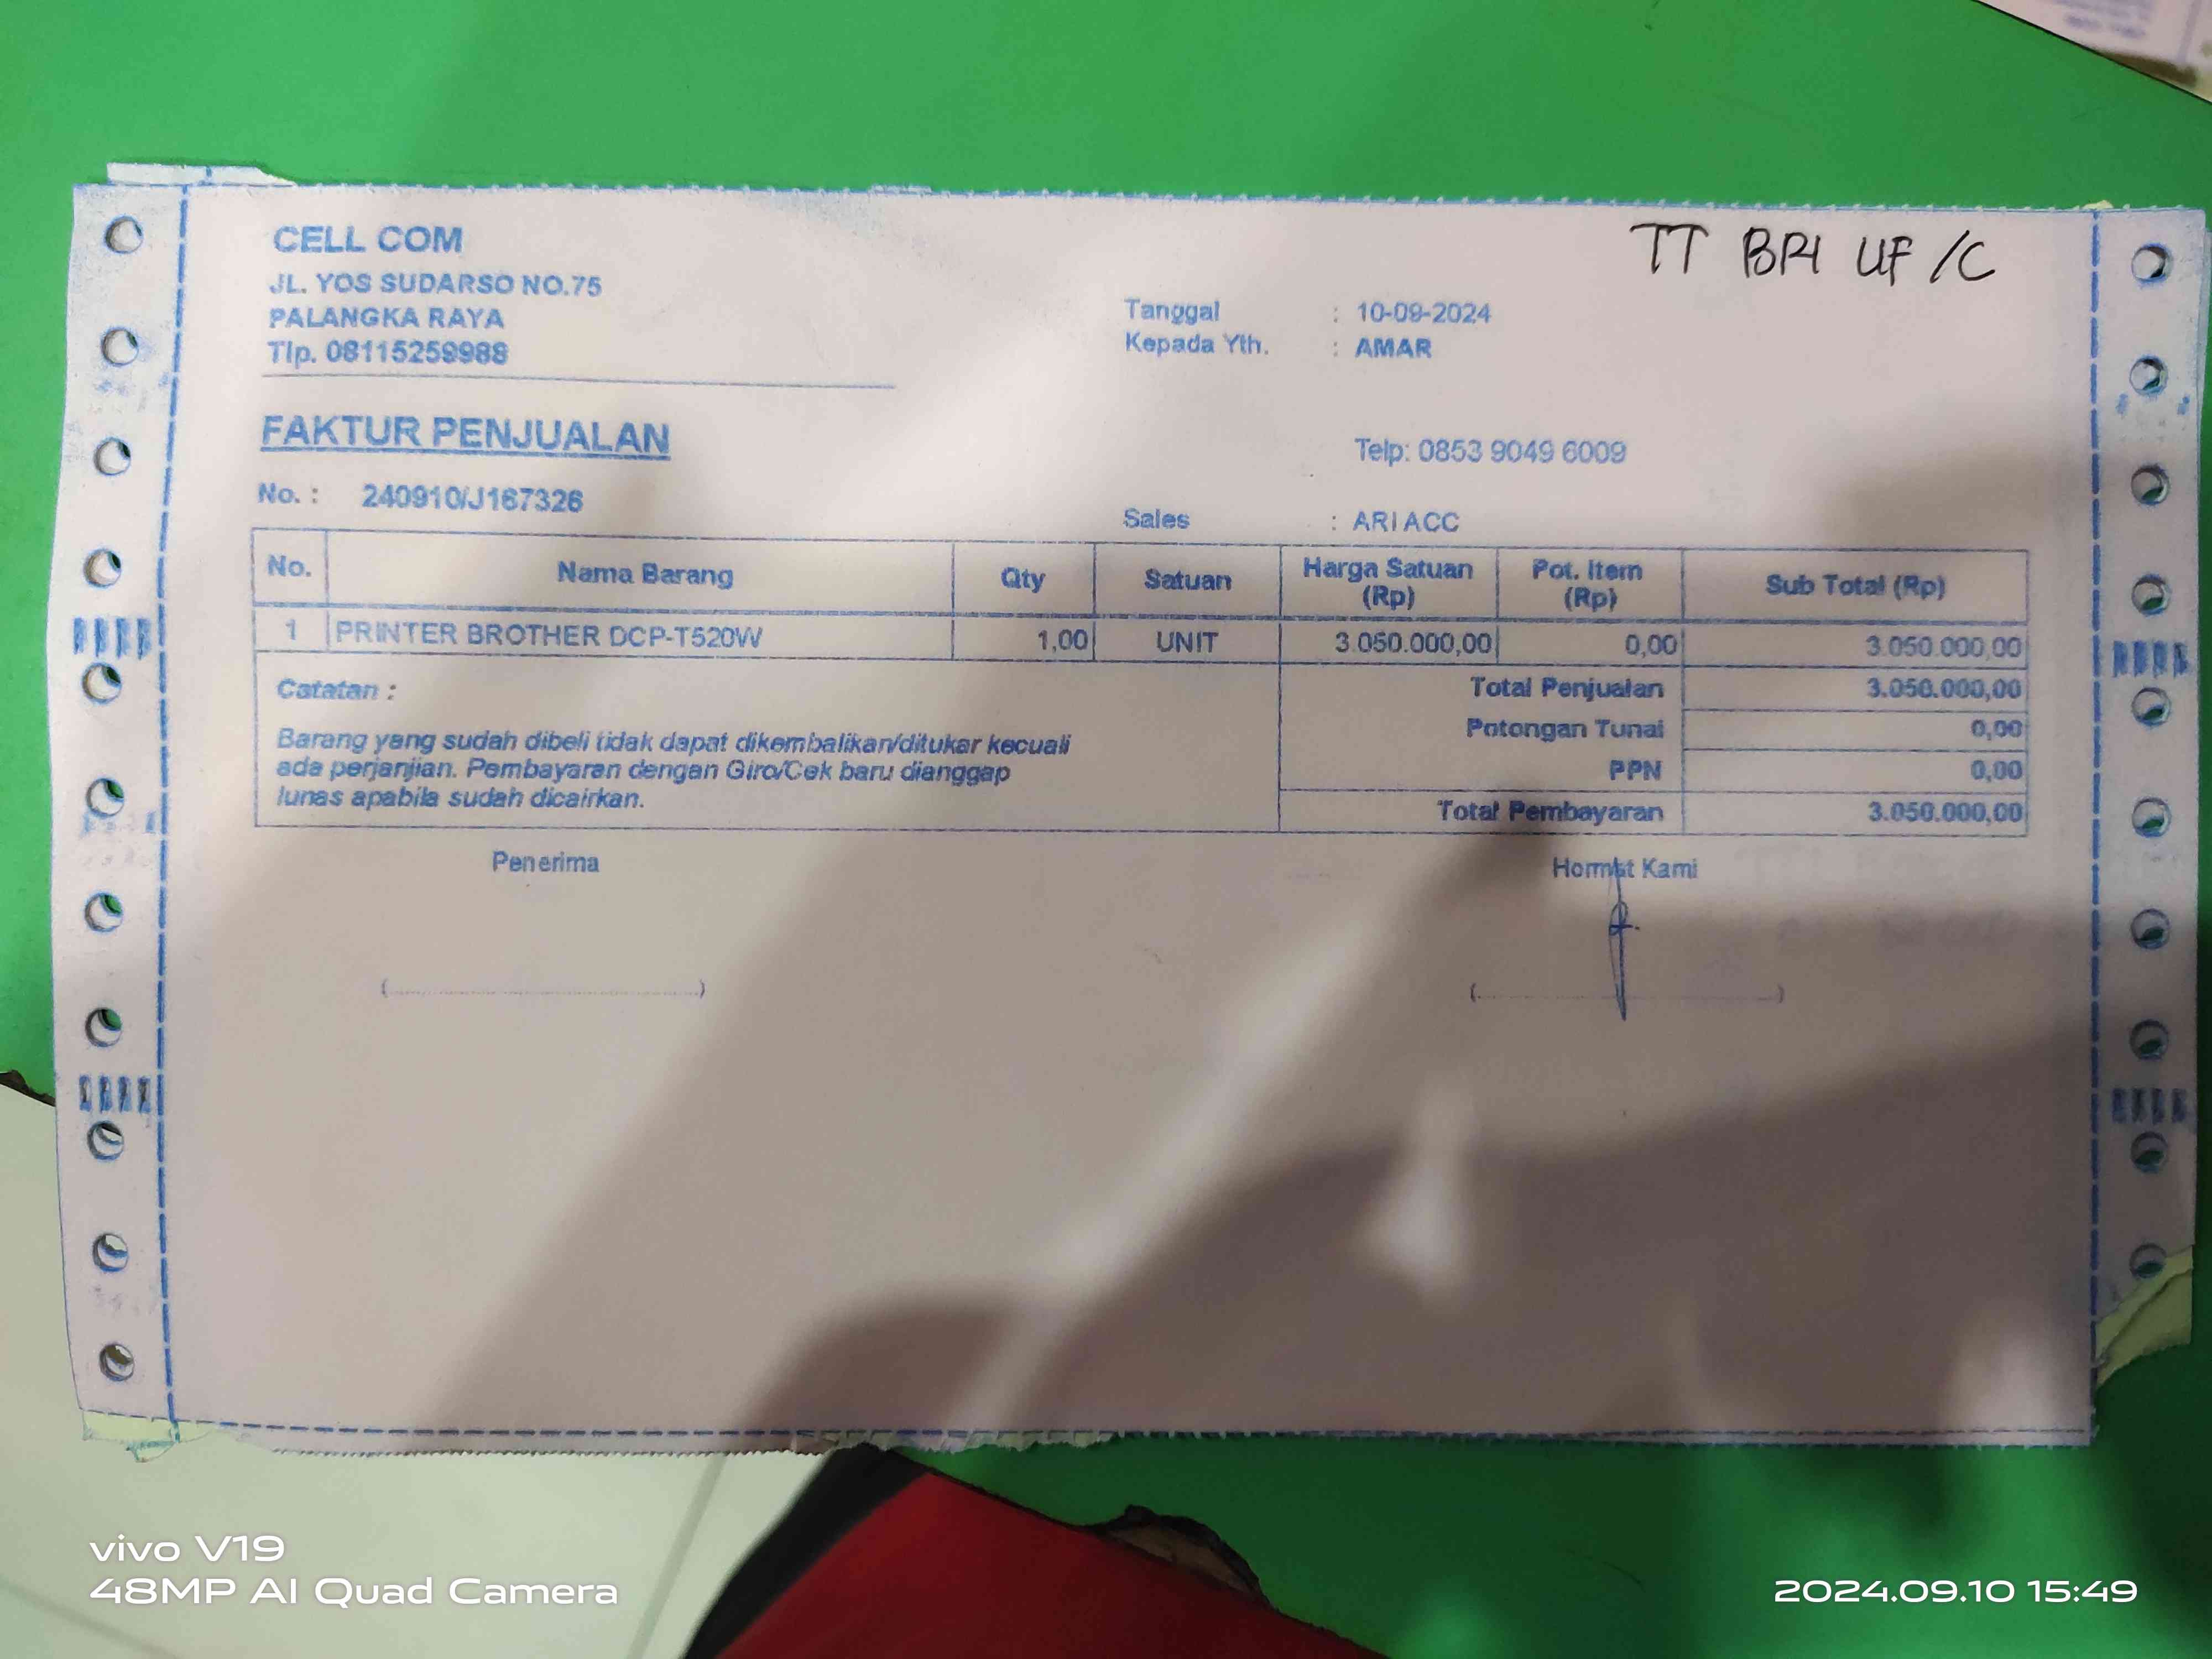 TT BRI UF /C
CELL COM
JL. YOS SUDARSO NO.75
PALANGKA RAYA
Tlp. 08115259988
Tanggal : 10-09-2024
Kepada Yth. : AMAR
FAKTUR PENJUALAN
Telp: 0853 9049 6009
No. : 240910/J167326
Sales : ARI ACC
No. Nama Barang Qty Satuan Harga Satuan (Rp) Pot. Item (Rp) Sub Total (Rp)
1 PRINTER BROTHER DCP-T520W 1,00 UNIT 3.050.000,00 0,00 3.050.000,00
Catatan :
Barang yang sudah dibeli tidak dapat dikembalikan/ditukar kecuali
ada perjanjian. Pembayaran dengan Giro/Cek baru dianggap
lunas apabila sudah dicairkan.
Total Penjualan 3.050.000,00
Potongan Tunai 0,00
PPN 0,00
Total Pembayaran 3.050.000,00
Penerima
Hormat Kami
vivo V19
48MP AI Quad Camera
2024.09.10 15:49